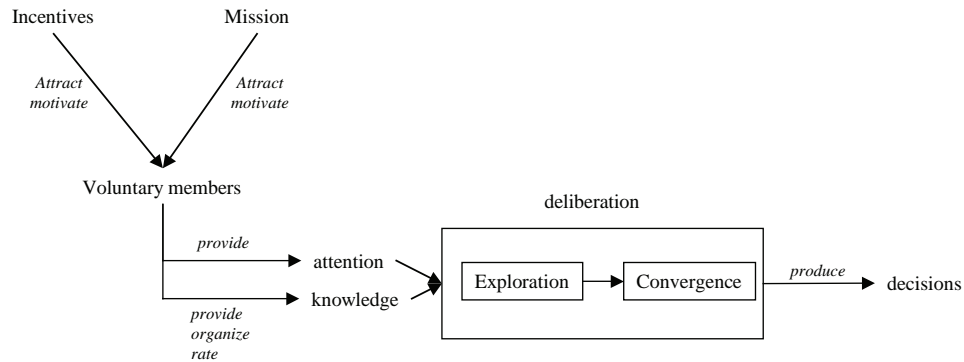 Incentives
Mission
Attract
motivate
Attract
motivate
Voluntary members
deliberation
provide
attention
Exploration
Convergence
produce
decisions
knowledge
provide
organize
rate